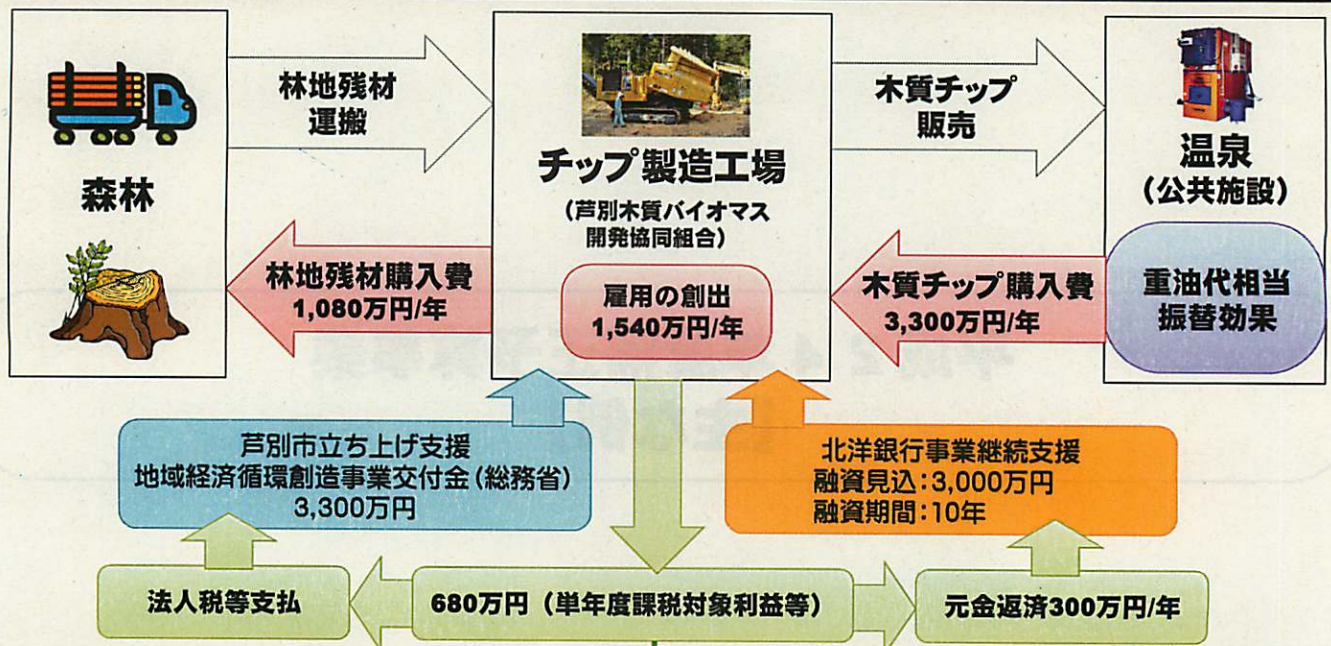 林地残材
運搬
木質チップ
販売
森林
チップ製造工場
(芦別木質バイオマス
開発協同組合)
温泉
(公共施設)
林地残材購入費
1,080万円/年
雇用の創出
1,540万円/年
木質チップ購入費
3,300万円/年
重油代相当
振替効果
芦別市立ち上げ支援
地域経済循環創造事業交付金(総務省)
3,300万円
北洋銀行事業継続支援
融資見込:3,000万円
融資期間:10年
法人税等支払
680万円(単年度課税対象利益等)
元金返済300万円/年